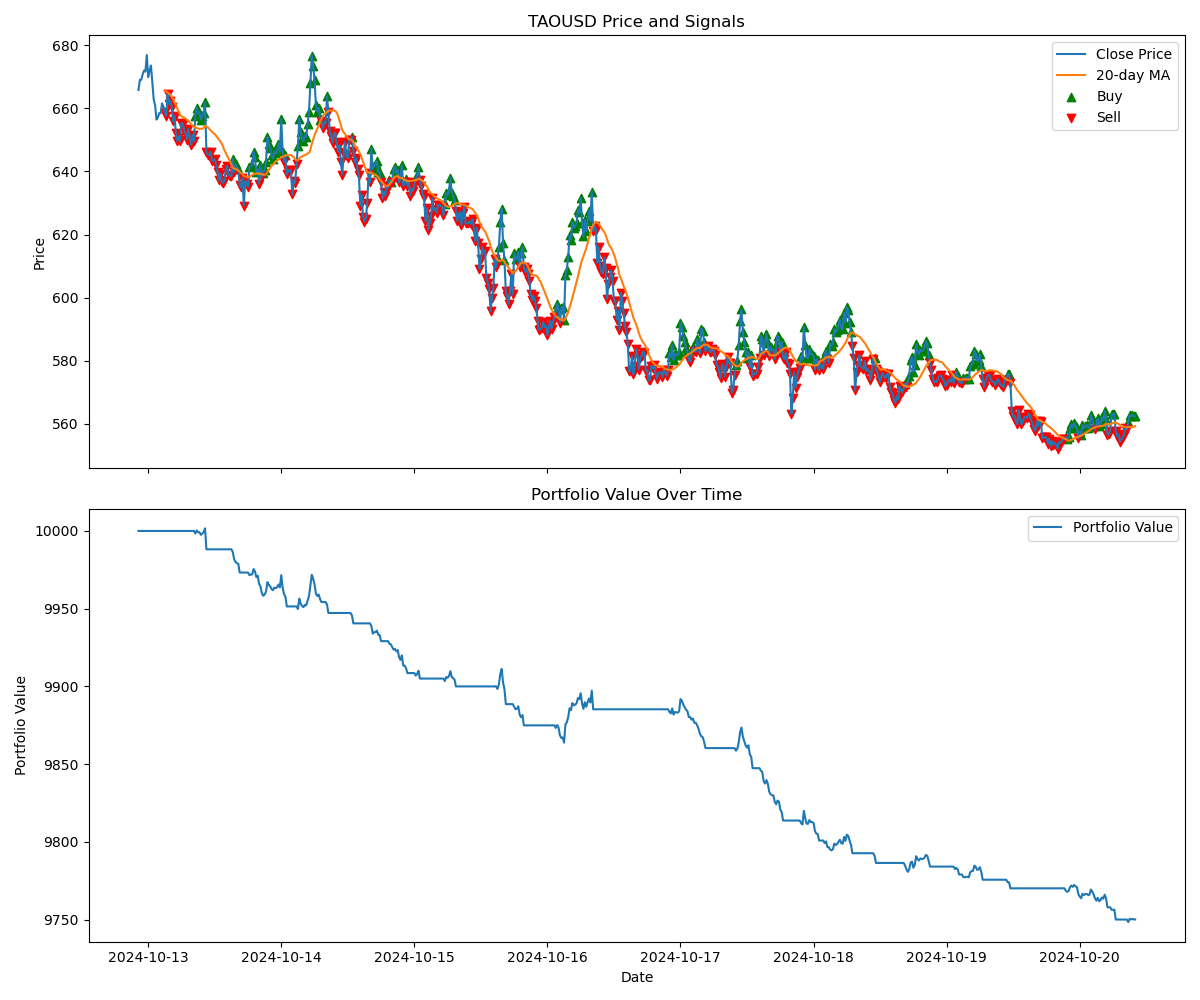 TAOUSD Price and Signals
Price
680
660
640
620
600
580
560
Close Price
20-day MA
Buy
Sell
Portfolio Value Over Time
Portfolio Value
10000
9950
9900
9850
9800
9750
Portfolio Value
2024-10-13 2024-10-14 2024-10-15 2024-10-16 2024-10-17 2024-10-18 2024-10-19 2024-10-20
Date